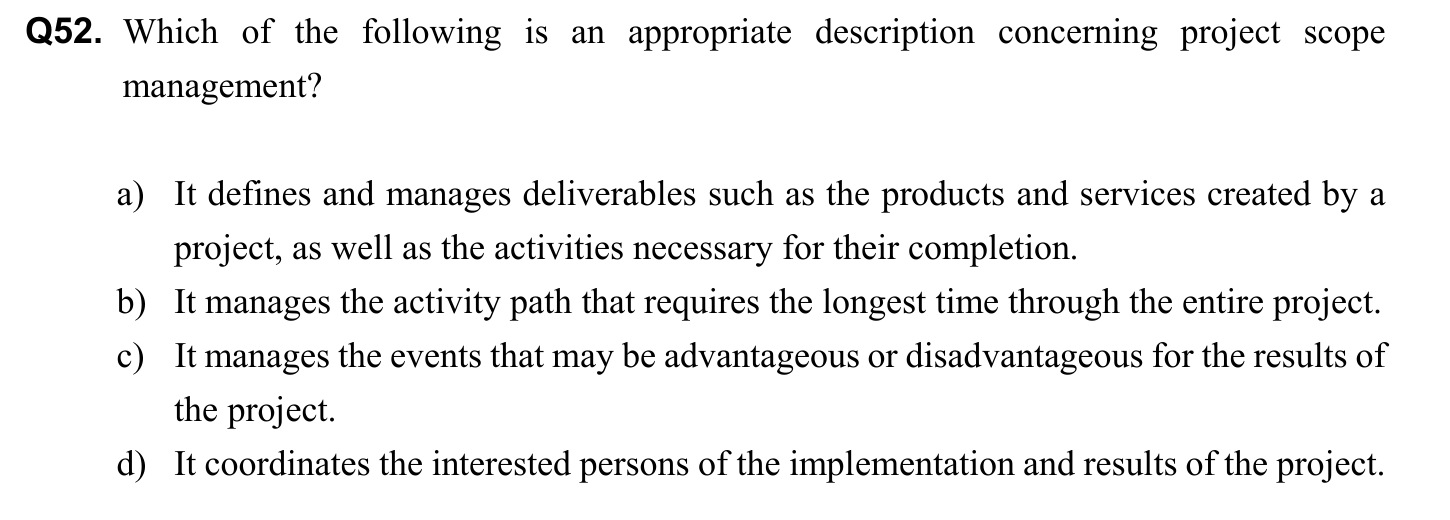 Q52. Which of the following is an appropriate description concerning project scope
management?
a) It defines and manages deliverables such as the products and services created by a
project, as well as the activities necessary for their completion.
b) It manages the activity path that requires the longest time through the entire project.
c) It manages the events that may be advantageous or disadvantageous for the results of
the project.
d) It coordinates the interested persons of the implementation and results of the project.